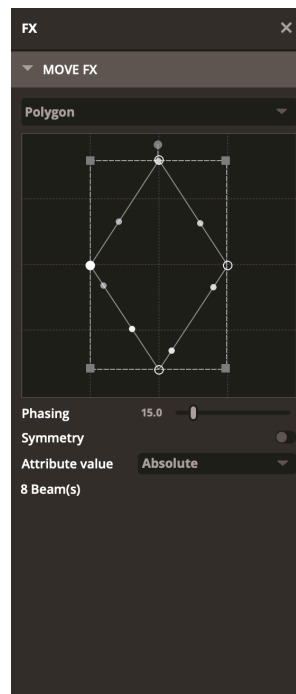 FX
MOVE FX
Polygon
Phasing 15.0
Symmetry
Attribute value Absolute
8 Beam(s)